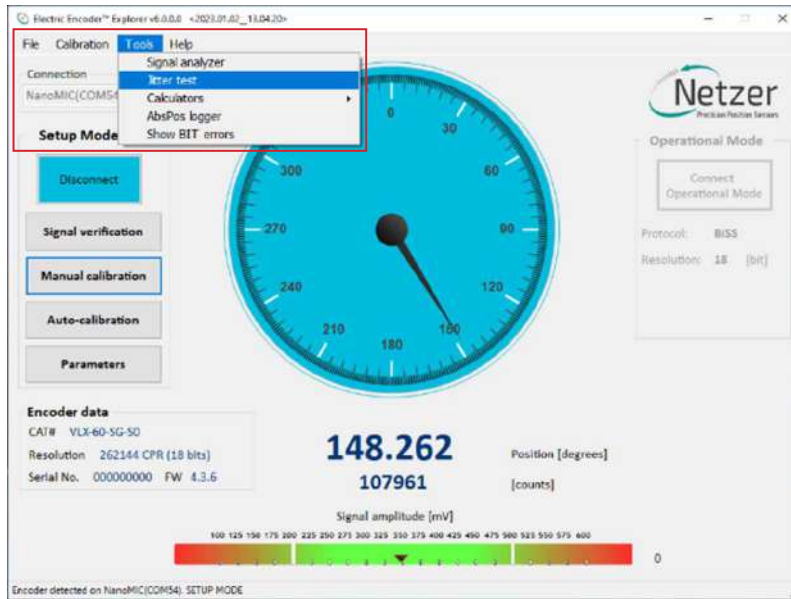 Electric Encoder™ Explorer v6.0.0.0 <2023.01.02__13.04.20>
File Calibration Tools Help
Signal analyzer
Jitter test
Calculators
AbsPos logger
Show BIT errors
Connection
NanoMIC(COM54
Setup Mode
Disconnect
Signal verification
Manual calibration
Auto-calibration
Parameters
0
30
60
90
120
150
180
210
240
270
300
Netzer
Precision Position Sensors
Operational Mode
Connect
Operational Mode
Protocol: BiSS
Resolution: 18 [bit]
Encoder data
CAT# VLX-60-SG-S0
Resolution 262144 CPR (18 bits)
Serial No. 000000000 FW 4.3.6
148.262 Position [degrees]
107961 [counts]
Signal amplitude [mV]
100 125 150 175 200 225 250 275 300 325 350 375 400 425 450 475 500 525 550 575 600
0
Encoder detected on NanoMIC(COM54). SETUP MODE